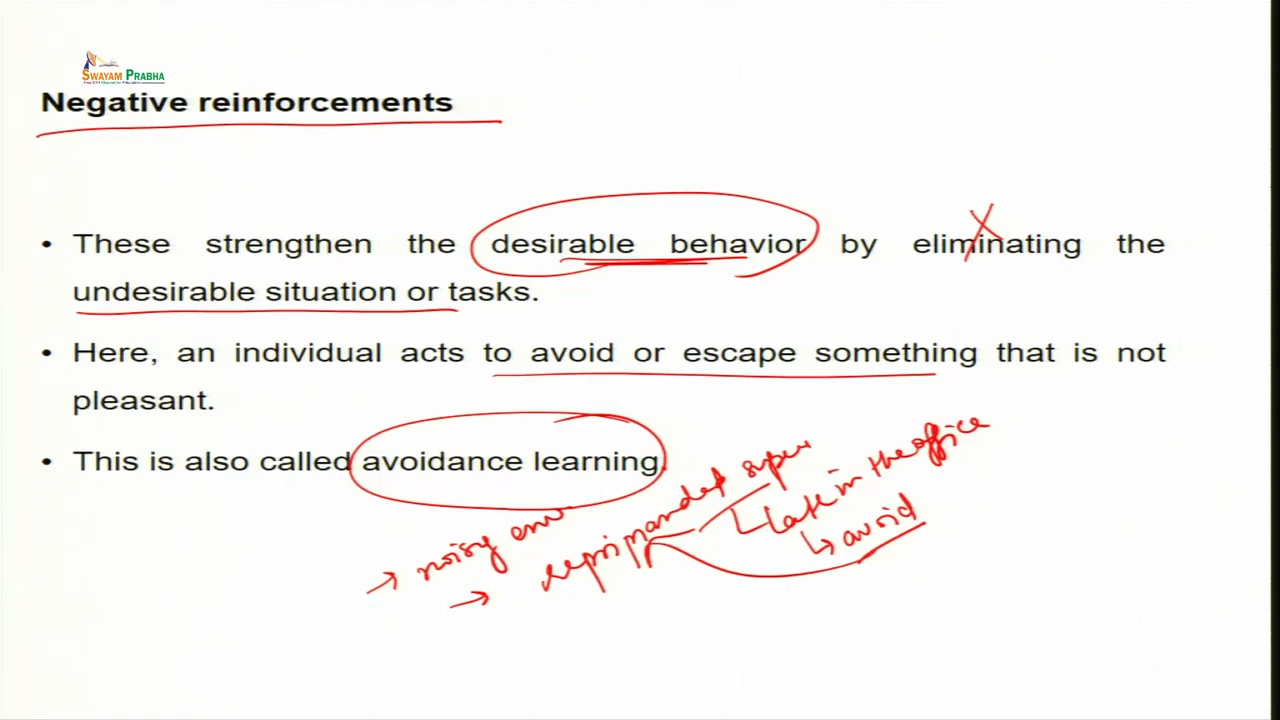 SWAYAM PRABHA
Negative reinforcements
• These strengthen the desirable behavior by eliminating the
undesirable situation or tasks.
• Here, an individual acts to avoid or escape something that is not
pleasant.
• This is also called avoidance learning.
→ noisy env
→ reprimanded super
late in the office
↳ avoid